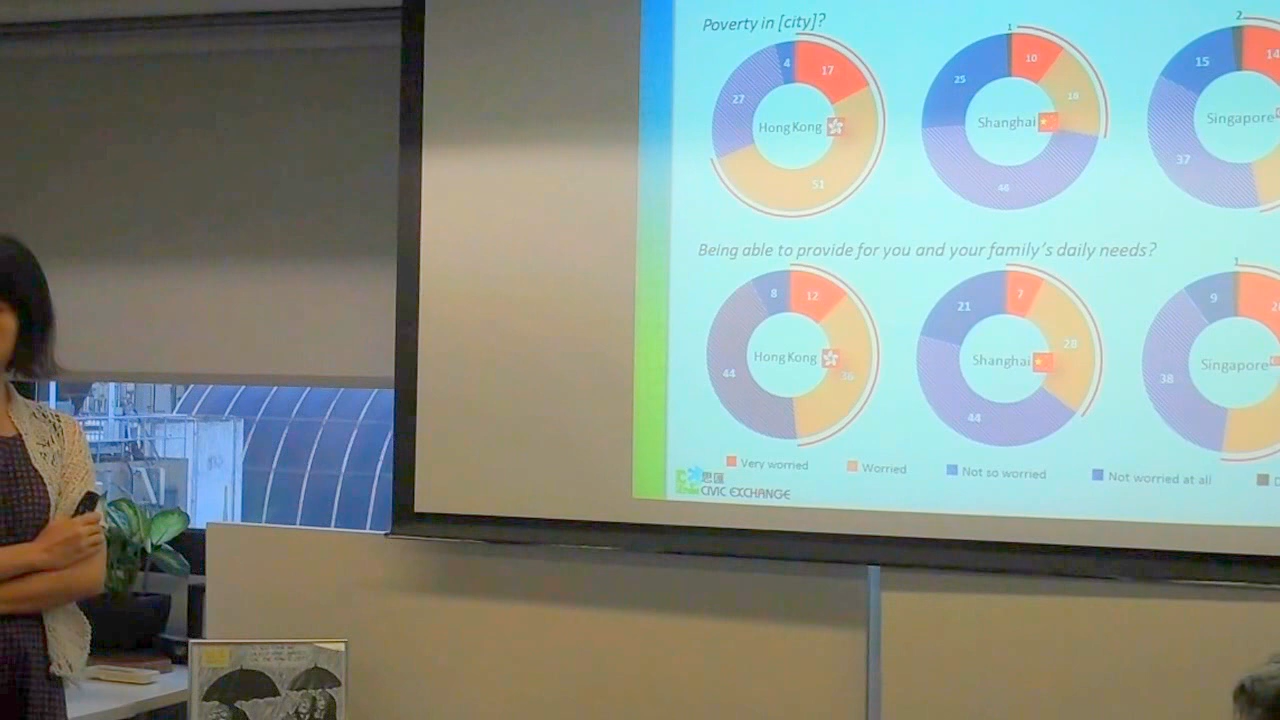 Poverty in [city]?
4 17 27 51 Hong Kong
1 10 18 25 46 Shanghai
2 14 15 37 Singapore
Being able to provide for you and your family's daily needs?
8 12 44 36 Hong Kong
7 21 28 44 Shanghai
1 9 38 Singapore
Very worried Worried Not so worried Not worried at all
思匯
CIVIC EXCHANGE